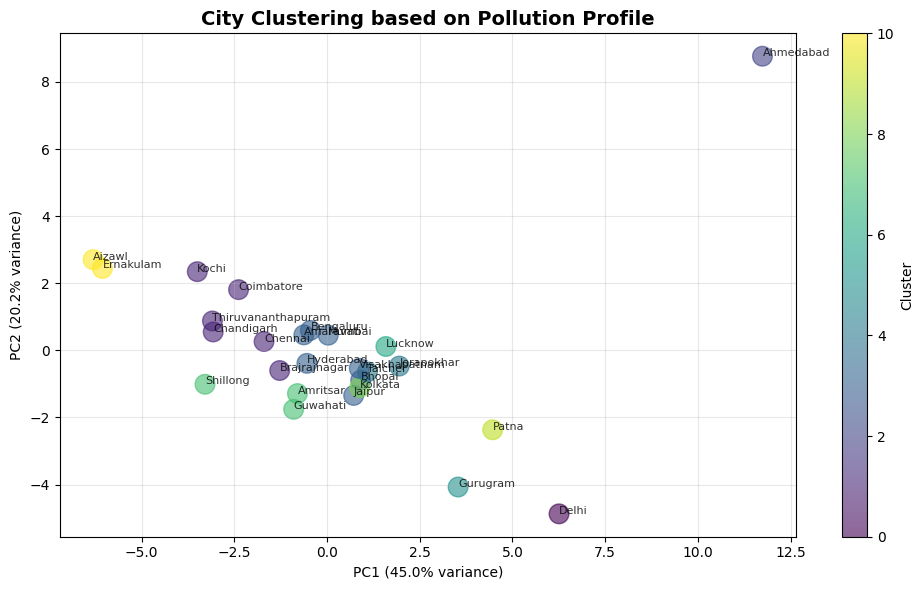 City Clustering based on Pollution Profile
Ahmedabad
Aizawl
Ernakulam
Kochi
Coimbatore
Thiruvananthapuram
Chandigarh
Chennai
Bengaluru
Mumbai
Lucknow
Hyderabad
Brajrajnagar
Visakhapatnam
Jorapokhar
Talcher
Bhopal
Kolkata
Jaipur
Shillong
Amritsar
Guwahati
Patna
Gurugram
Delhi
8
6
4
2
0
−2
−4
−5.0
−2.5
0.0
2.5
5.0
7.5
10.0
12.5
PC1 (45.0% variance)
PC2 (20.2% variance)
10
8
6
4
2
0
Cluster